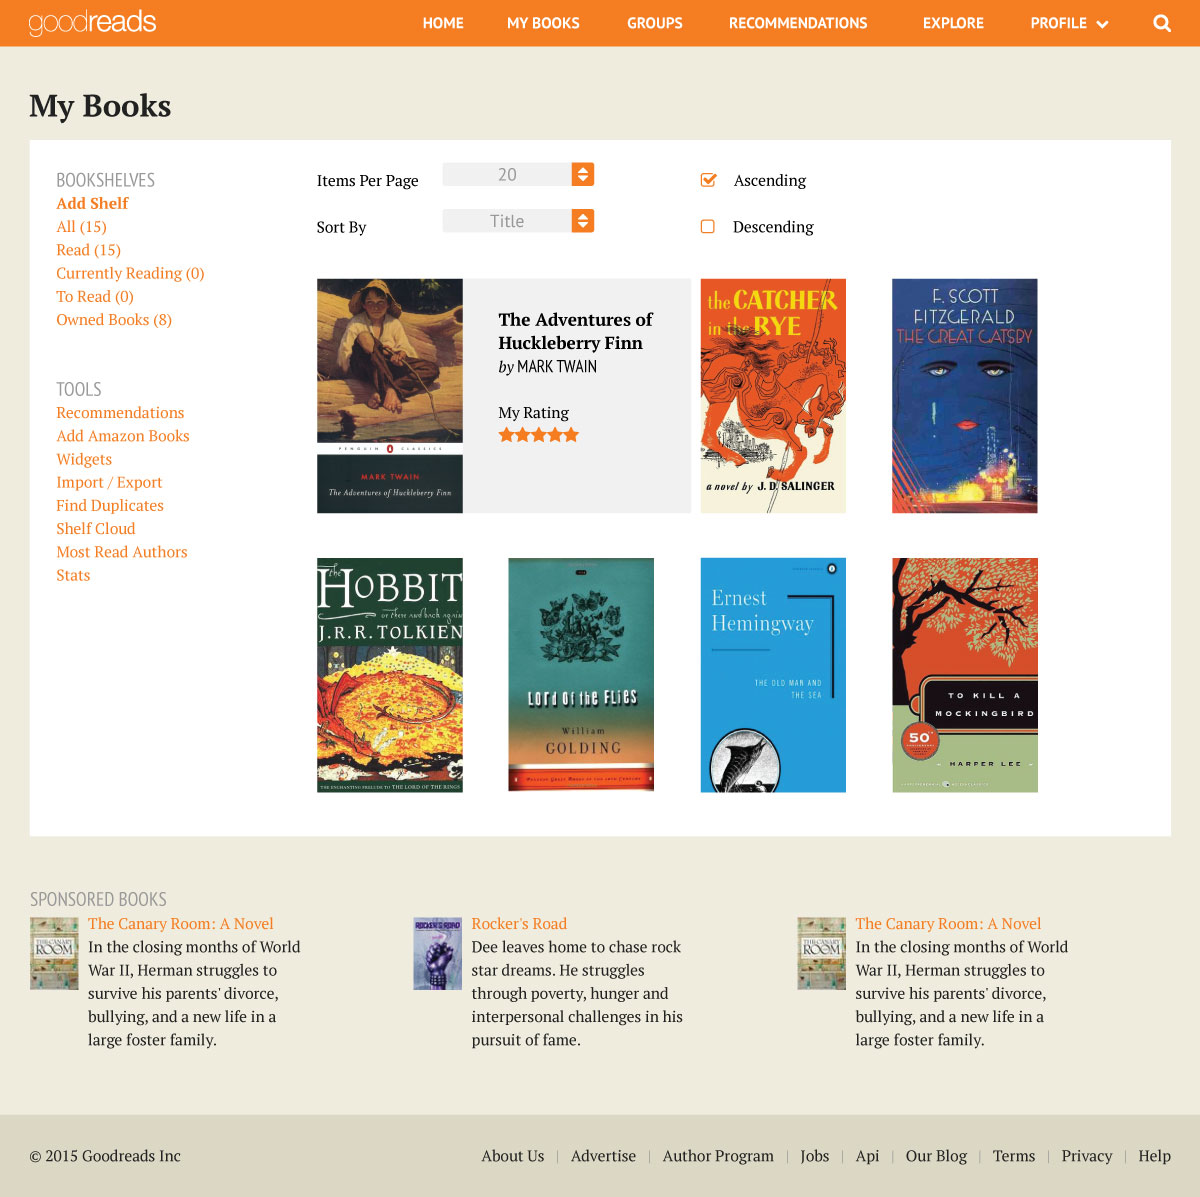 goodreads
HOME MY BOOKS GROUPS RECOMMENDATIONS EXPLORE PROFILE
My Books
BOOKSHELVES
Add Shelf
All (15)
Read (15)
Currently Reading (0)
To Read (0)
Owned Books (8)
TOOLS
Recommendations
Add Amazon Books
Widgets
Import / Export
Find Duplicates
Shelf Cloud
Most Read Authors
Stats
Items Per Page 20
Ascending
Sort By Title
Descending
PENGUIN CLASSICS
MARK TWAIN
The Adventures of Huckleberry Finn
The Adventures of
Huckleberry Finn
by MARK TWAIN
My Rating
the CATCHER
in the RYE
a novel by J. D. SALINGER
F. SCOTT
FITZGERALD
THE GREAT GATSBY
the
HOBBIT
or there and back again
J.R.R. TOLKIEN
THE ENCHANTING PRELUDE TO THE LORD OF THE RINGS
LORD OF THE FLIES
William
GOLDING
Ernest
Hemingway
THE OLD MAN AND
THE SEA
TO KILL A
MOCKINGBIRD
50
HARPER LEE
SPONSORED BOOKS
THE CANARY
ROOM
The Canary Room: A Novel
In the closing months of World
War II, Herman struggles to
survive his parents' divorce,
bullying, and a new life in a
large foster family.
ROCKER'S ROAD
Rocker's Road
Dee leaves home to chase rock
star dreams. He struggles
through poverty, hunger and
interpersonal challenges in his
pursuit of fame.
THE CANARY
ROOM
The Canary Room: A Novel
In the closing months of World
War II, Herman struggles to
survive his parents' divorce,
bullying, and a new life in a
large foster family.
© 2015 Goodreads Inc
About Us | Advertise | Author Program | Jobs | Api | Our Blog | Terms | Privacy | Help